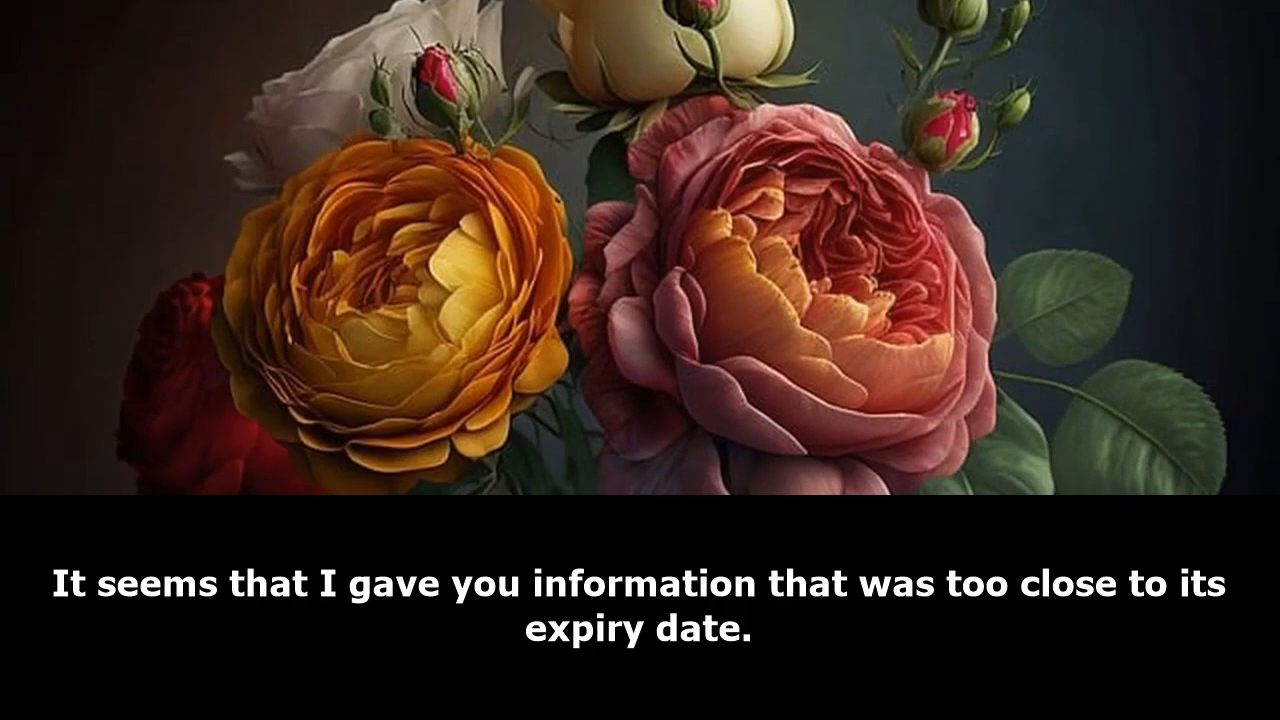 It seems that I gave you information that was too close to its
expiry date.